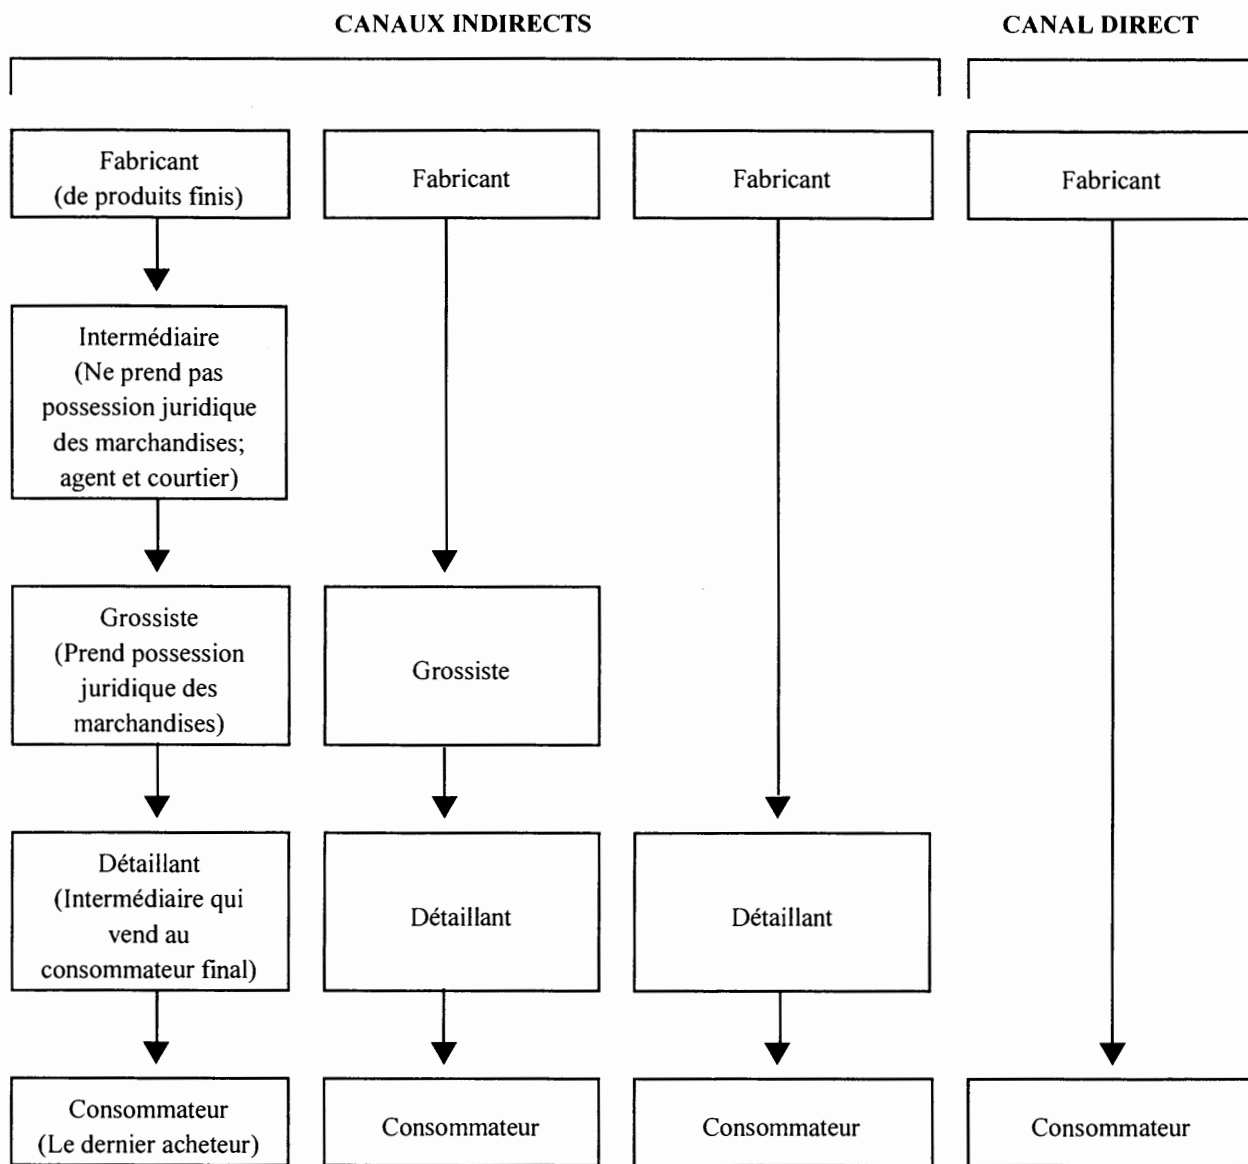 CANAUX INDIRECTS
CANAL DIRECT
Fabricant
(de produits finis)
Fabricant
Fabricant
Fabricant
Intermédiaire
(Ne prend pas
possession juridique
des marchandises;
agent et courtier)
Grossiste
(Prend possession
juridique des
marchandises)
Grossiste
Détaillant
(Intermédiaire qui
vend au
consommateur final)
Détaillant
Détaillant
Consommateur
(Le dernier acheteur)
Consommateur
Consommateur
Consommateur